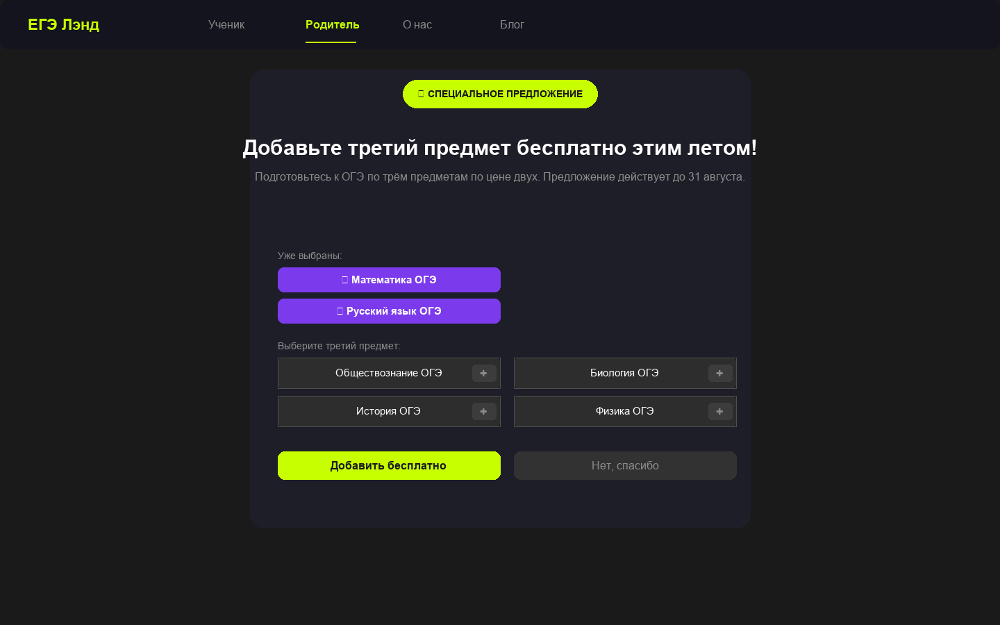 ЕГЭ Лэнд
Ученик
Родитель
О нас
Блог
СПЕЦИАЛЬНОЕ ПРЕДЛОЖЕНИЕ
Добавьте третий предмет бесплатно этим летом!
Подготовьтесь к ОГЭ по трём предметам по цене двух. Предложение действует до 31 августа.
Уже выбраны:
Математика ОГЭ
Русский язык ОГЭ
Выберите третий предмет:
Обществознание ОГЭ
Биология ОГЭ
История ОГЭ
Физика ОГЭ
Добавить бесплатно
Нет, спасибо